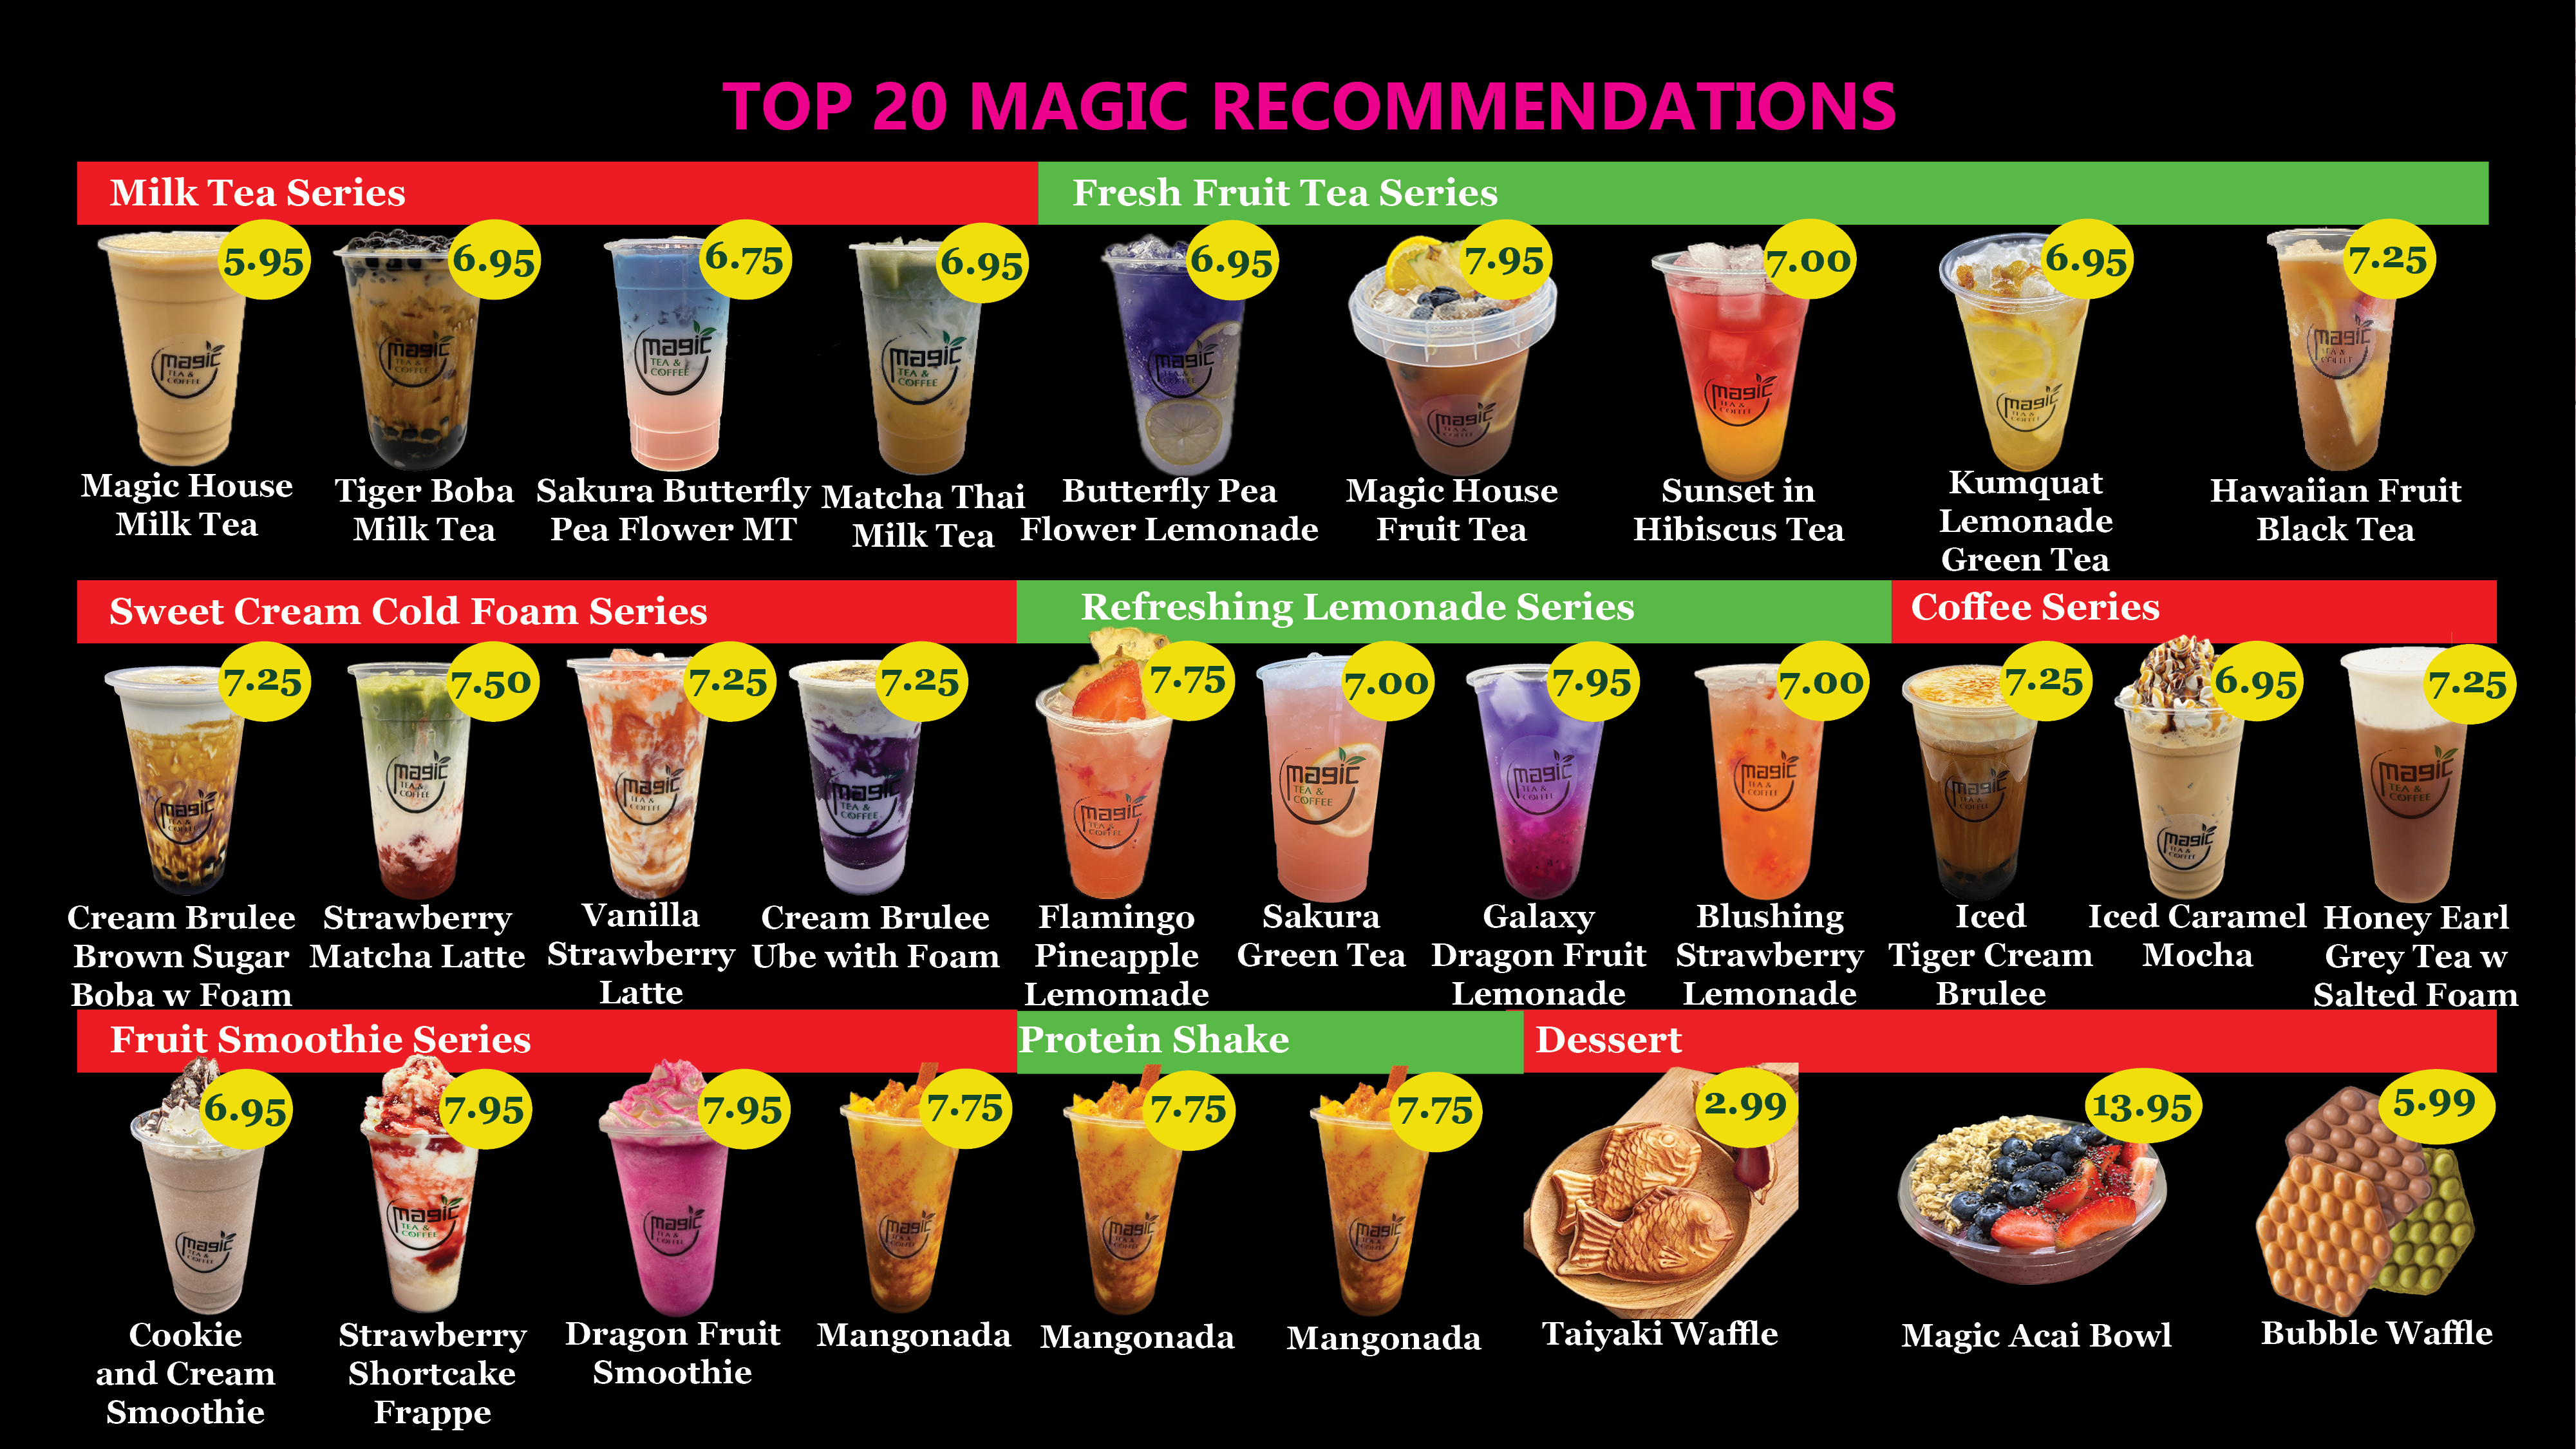 TOP 20 MAGIC RECOMMENDATIONS
Milk Tea Series
Fresh Fruit Tea Series
5.95
6.95
6.75
6.95
6.95
7.95
7.00
6.95
7.25
magic
TEA &
COFFEE
Magic House
Milk Tea
Tiger Boba
Milk Tea
Sakura Butterfly
Pea Flower MT
Matcha Thai
Milk Tea
Butterfly Pea
Flower Lemonade
Magic House
Fruit Tea
Sunset in
Hibiscus Tea
Kumquat
Lemonade
Green Tea
Hawaiian Fruit
Black Tea
Sweet Cream Cold Foam Series
Refreshing Lemonade Series
Coffee Series
7.25
7.50
7.25
7.25
7.75
7.00
7.95
7.00
7.25
6.95
7.25
Cream Brulee
Brown Sugar
Boba w Foam
Strawberry
Matcha Latte
Vanilla
Strawberry
Latte
Cream Brulee
Ube with Foam
Flamingo
Pineapple
Lemomade
Sakura
Green Tea
Galaxy
Dragon Fruit
Lemonade
Blushing
Strawberry
Lemonade
Iced
Tiger Cream
Brulee
Iced Caramel
Mocha
Honey Earl
Grey Tea w
Salted Foam
Fruit Smoothie Series
Protein Shake
Dessert
6.95
7.95
7.95
7.75
7.75
7.75
2.99
13.95
5.99
Cookie
and Cream
Smoothie
Strawberry
Shortcake
Frappe
Dragon Fruit
Smoothie
Mangonada
Mangonada
Mangonada
Taiyaki Waffle
Magic Acai Bowl
Bubble Waffle